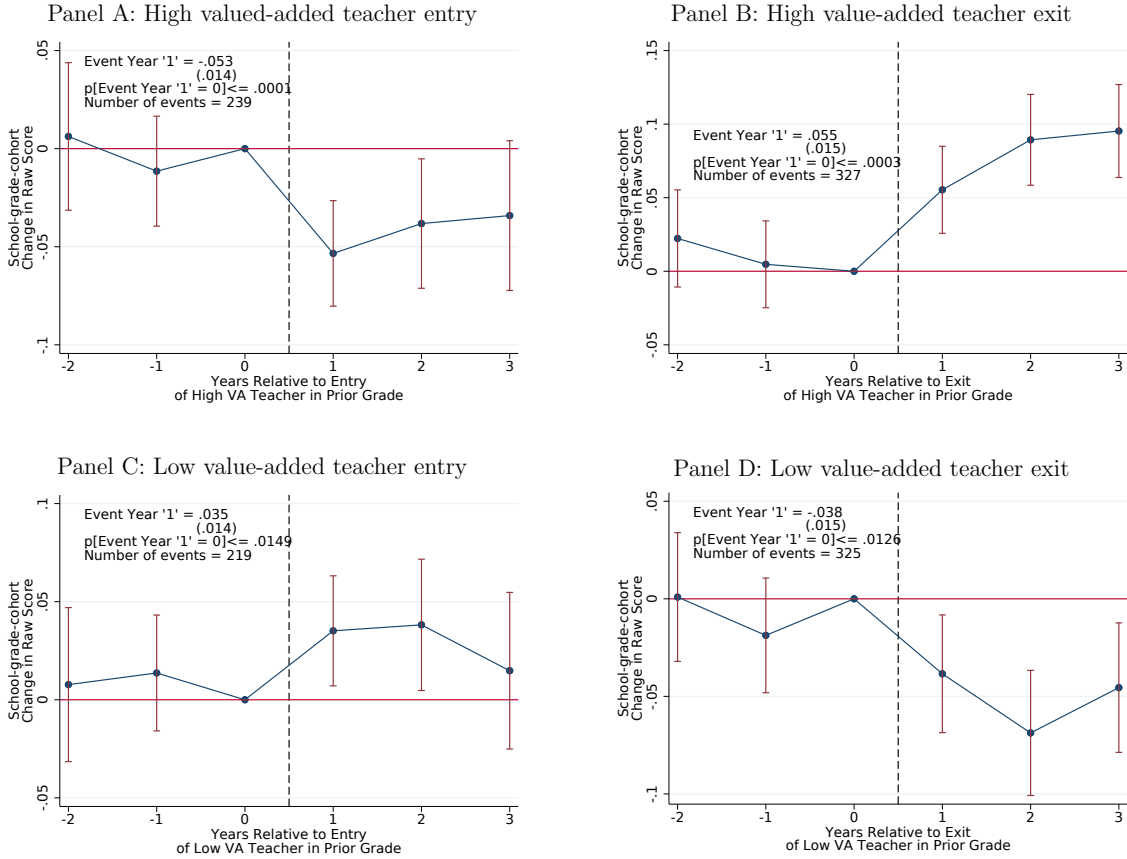 Panel A: High valued-added teacher entry
Event Year '1' = -.053
(.014)
p[Event Year '1' = 0]<= .0001
Number of events = 239
School-grade-cohort
Change in Raw Score
.05
0
-.05
-.1
-2 -1 0 1 2 3
Years Relative to Entry
of High VA Teacher in Prior Grade
Panel B: High value-added teacher exit
Event Year '1' = .055
(.015)
p[Event Year '1' = 0]<= .0003
Number of events = 327
School-grade-cohort
Change in Raw Score
.15
.1
.05
0
-.05
-2 -1 0 1 2 3
Years Relative to Exit
of High VA Teacher in Prior Grade
Panel C: Low value-added teacher entry
Event Year '1' = .035
(.014)
p[Event Year '1' = 0]<= .0149
Number of events = 219
School-grade-cohort
Change in Raw Score
.1
.05
0
-.05
-2 -1 0 1 2 3
Years Relative to Entry
of Low VA Teacher in Prior Grade
Panel D: Low value-added teacher exit
Event Year '1' = -.038
(.015)
p[Event Year '1' = 0]<= .0126
Number of events = 325
School-grade-cohort
Change in Raw Score
.05
0
-.05
-.1
-2 -1 0 1 2 3
Years Relative to Exit
of Low VA Teacher in Prior Grade